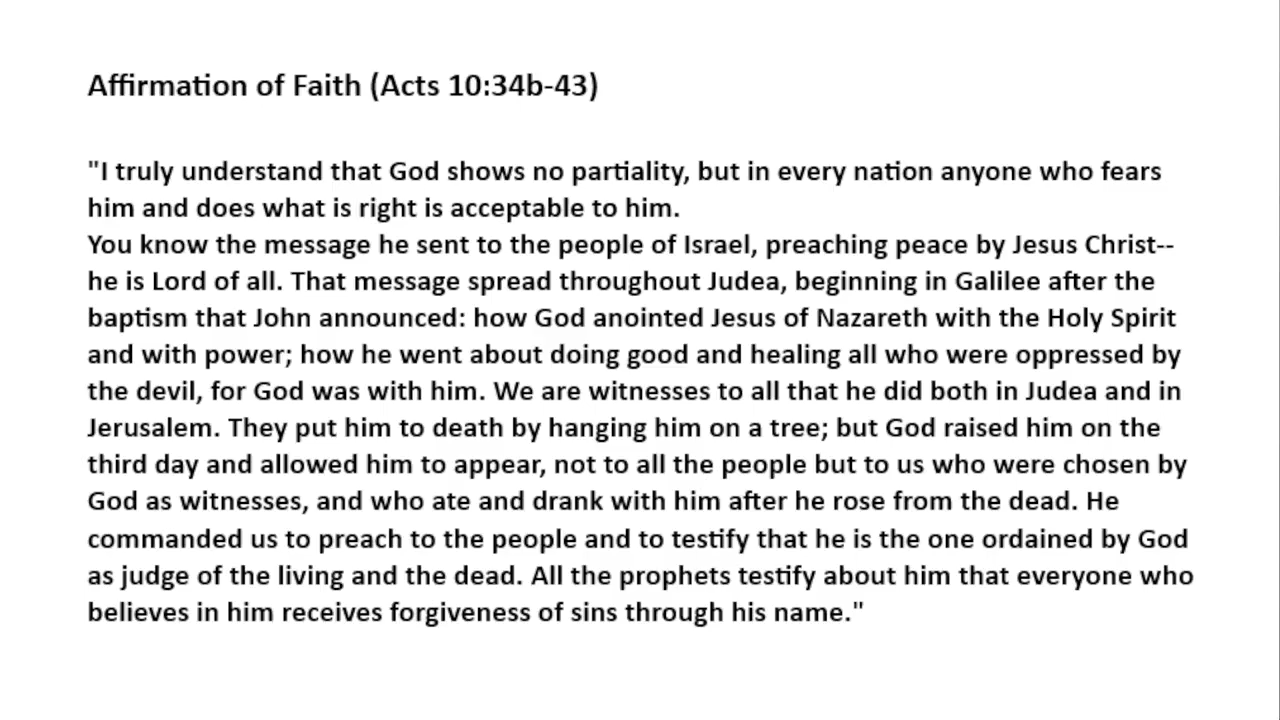 Affirmation of Faith (Acts 10:34b-43)
"I truly understand that God shows no partiality, but in every nation anyone who fears
him and does what is right is acceptable to him.
You know the message he sent to the people of Israel, preaching peace by Jesus Christ--
he is Lord of all. That message spread throughout Judea, beginning in Galilee after the
baptism that John announced: how God anointed Jesus of Nazareth with the Holy Spirit
and with power; how he went about doing good and healing all who were oppressed by
the devil, for God was with him. We are witnesses to all that he did both in Judea and in
Jerusalem. They put him to death by hanging him on a tree; but God raised him on the
third day and allowed him to appear, not to all the people but to us who were chosen by
God as witnesses, and who ate and drank with him after he rose from the dead. He
commanded us to preach to the people and to testify that he is the one ordained by God
as judge of the living and the dead. All the prophets testify about him that everyone who
believes in him receives forgiveness of sins through his name."